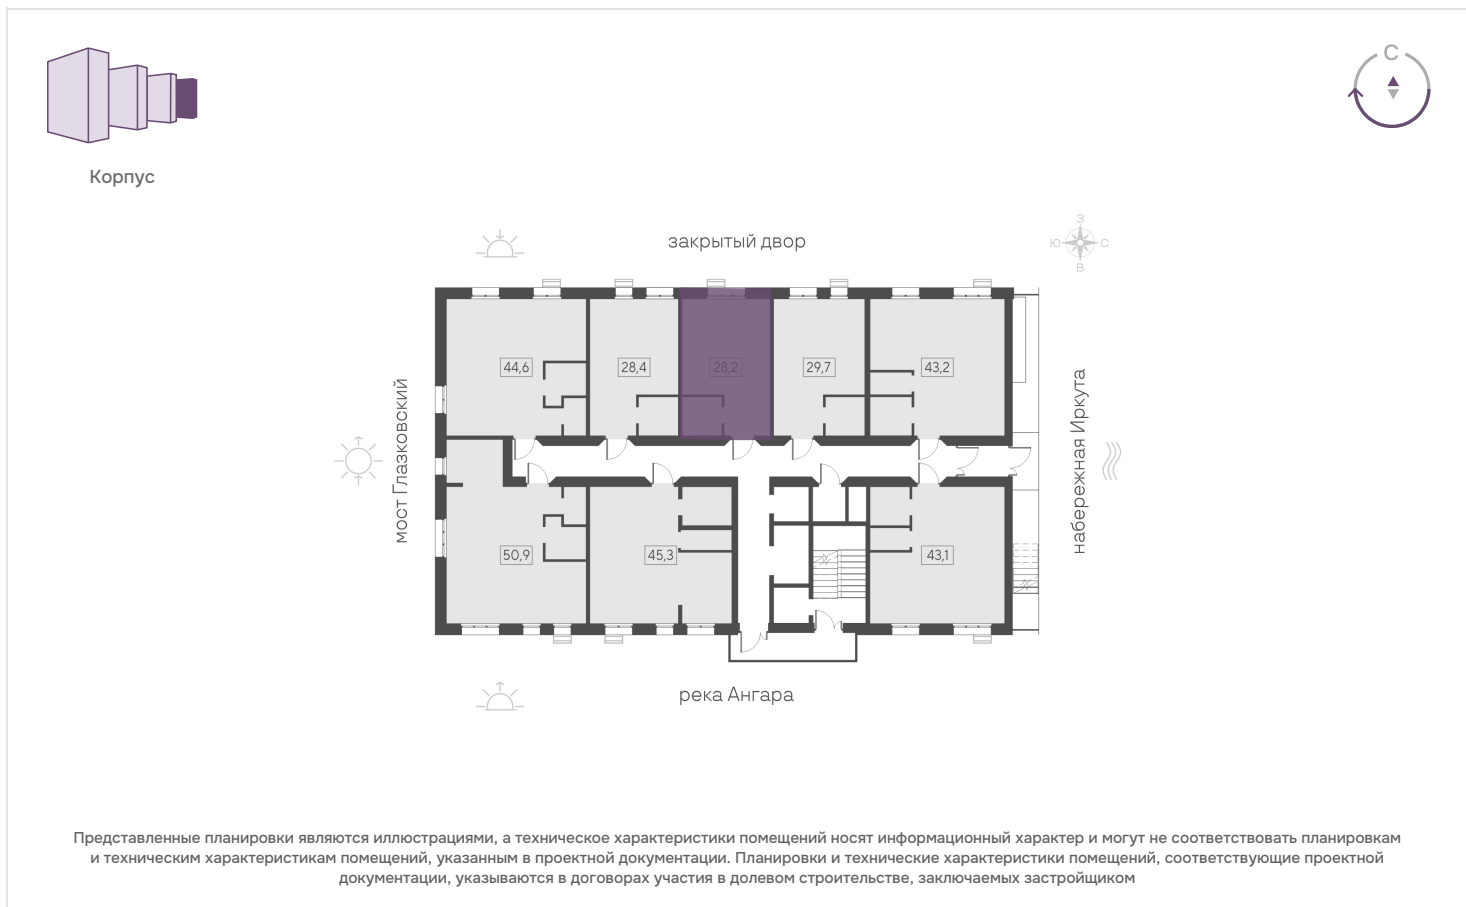 С
Корпус
закрытый двор
З
Ю
С
В
44,6
28,4
28,2
29,7
43,2
мост Глазковский
набережная Иркута
50,9
45,3
43,1
река Ангара
Представленные планировки являются иллюстрациями, а техническое характеристики помещений носят информационный характер и могут не соответствовать планировкам
и техническим характеристикам помещений, указанным в проектной документации. Планировки и технические характеристики помещений, соответствующие проектной
документации, указываются в договорах участия в долевом строительстве, заключаемых застройщиком